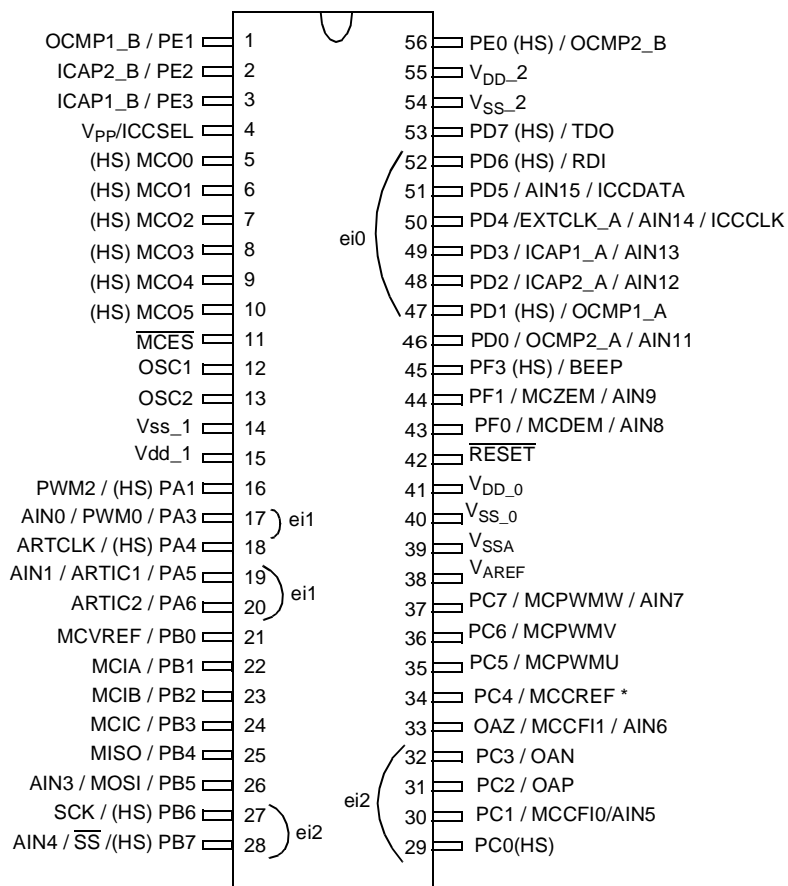 OCMP1_B / PE1 1
ICAP2_B / PE2 2
ICAP1_B / PE3 3
VPP/ICCSEL 4
(HS) MCO0 5
(HS) MCO1 6
(HS) MCO2 7
(HS) MCO3 8
(HS) MCO4 9
(HS) MCO5 10
MCES 11
OSC1 12
OSC2 13
Vss_1 14
Vdd_1 15
PWM2 / (HS) PA1 16
AIN0 / PWM0 / PA3 17
ei1
ARTCLK / (HS) PA4 18
AIN1 / ARTIC1 / PA5 19
ei1
ARTIC2 / PA6 20
MCVREF / PB0 21
MCIA / PB1 22
MCIB / PB2 23
MCIC / PB3 24
MISO / PB4 25
AIN3 / MOSI / PB5 26
SCK / (HS) PB6 27
ei2
AIN4 / SS /(HS) PB7 28
56 PE0 (HS) / OCMP2_B
55 VDD_2
54 VSS_2
53 PD7 (HS) / TDO
52 PD6 (HS) / RDI
51 PD5 / AIN15 / ICCDATA
50 PD4 /EXTCLK_A / AIN14 / ICCCLK
ei0
49 PD3 / ICAP1_A / AIN13
48 PD2 / ICAP2_A / AIN12
47 PD1 (HS) / OCMP1_A
46 PD0 / OCMP2_A / AIN11
45 PF3 (HS) / BEEP
44 PF1 / MCZEM / AIN9
43 PF0 / MCDEM / AIN8
42 RESET
41 VDD_0
40 VSS_0
39 VSSA
38 VAREF
37 PC7 / MCPWMW / AIN7
36 PC6 / MCPWMV
35 PC5 / MCPWMU
34 PC4 / MCCREF *
33 OAZ / MCCFI1 / AIN6
32 PC3 / OAN
31 PC2 / OAP
ei2
30 PC1 / MCCFI0/AIN5
29 PC0(HS)